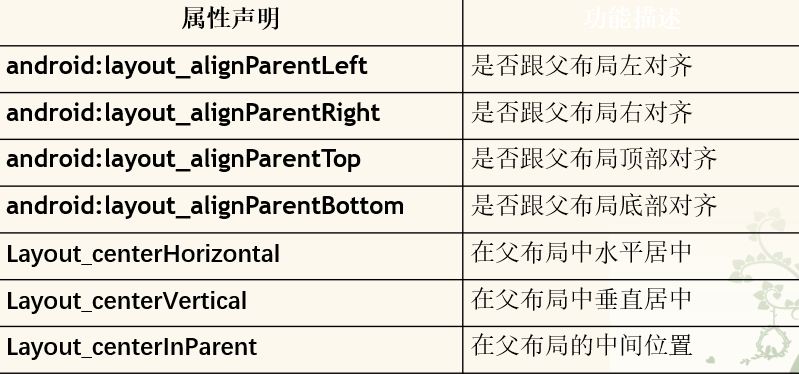 属性声明 功能描述
android:layout_alignParentLeft 是否跟父布局左对齐
android:layout_alignParentRight 是否跟父布局右对齐
android:layout_alignParentTop 是否跟父布局顶部对齐
android:layout_alignParentBottom 是否跟父布局底部对齐
Layout_centerHorizontal 在父布局中水平居中
Layout_centerVertical 在父布局中垂直居中
Layout_centerInParent 在父布局的中间位置